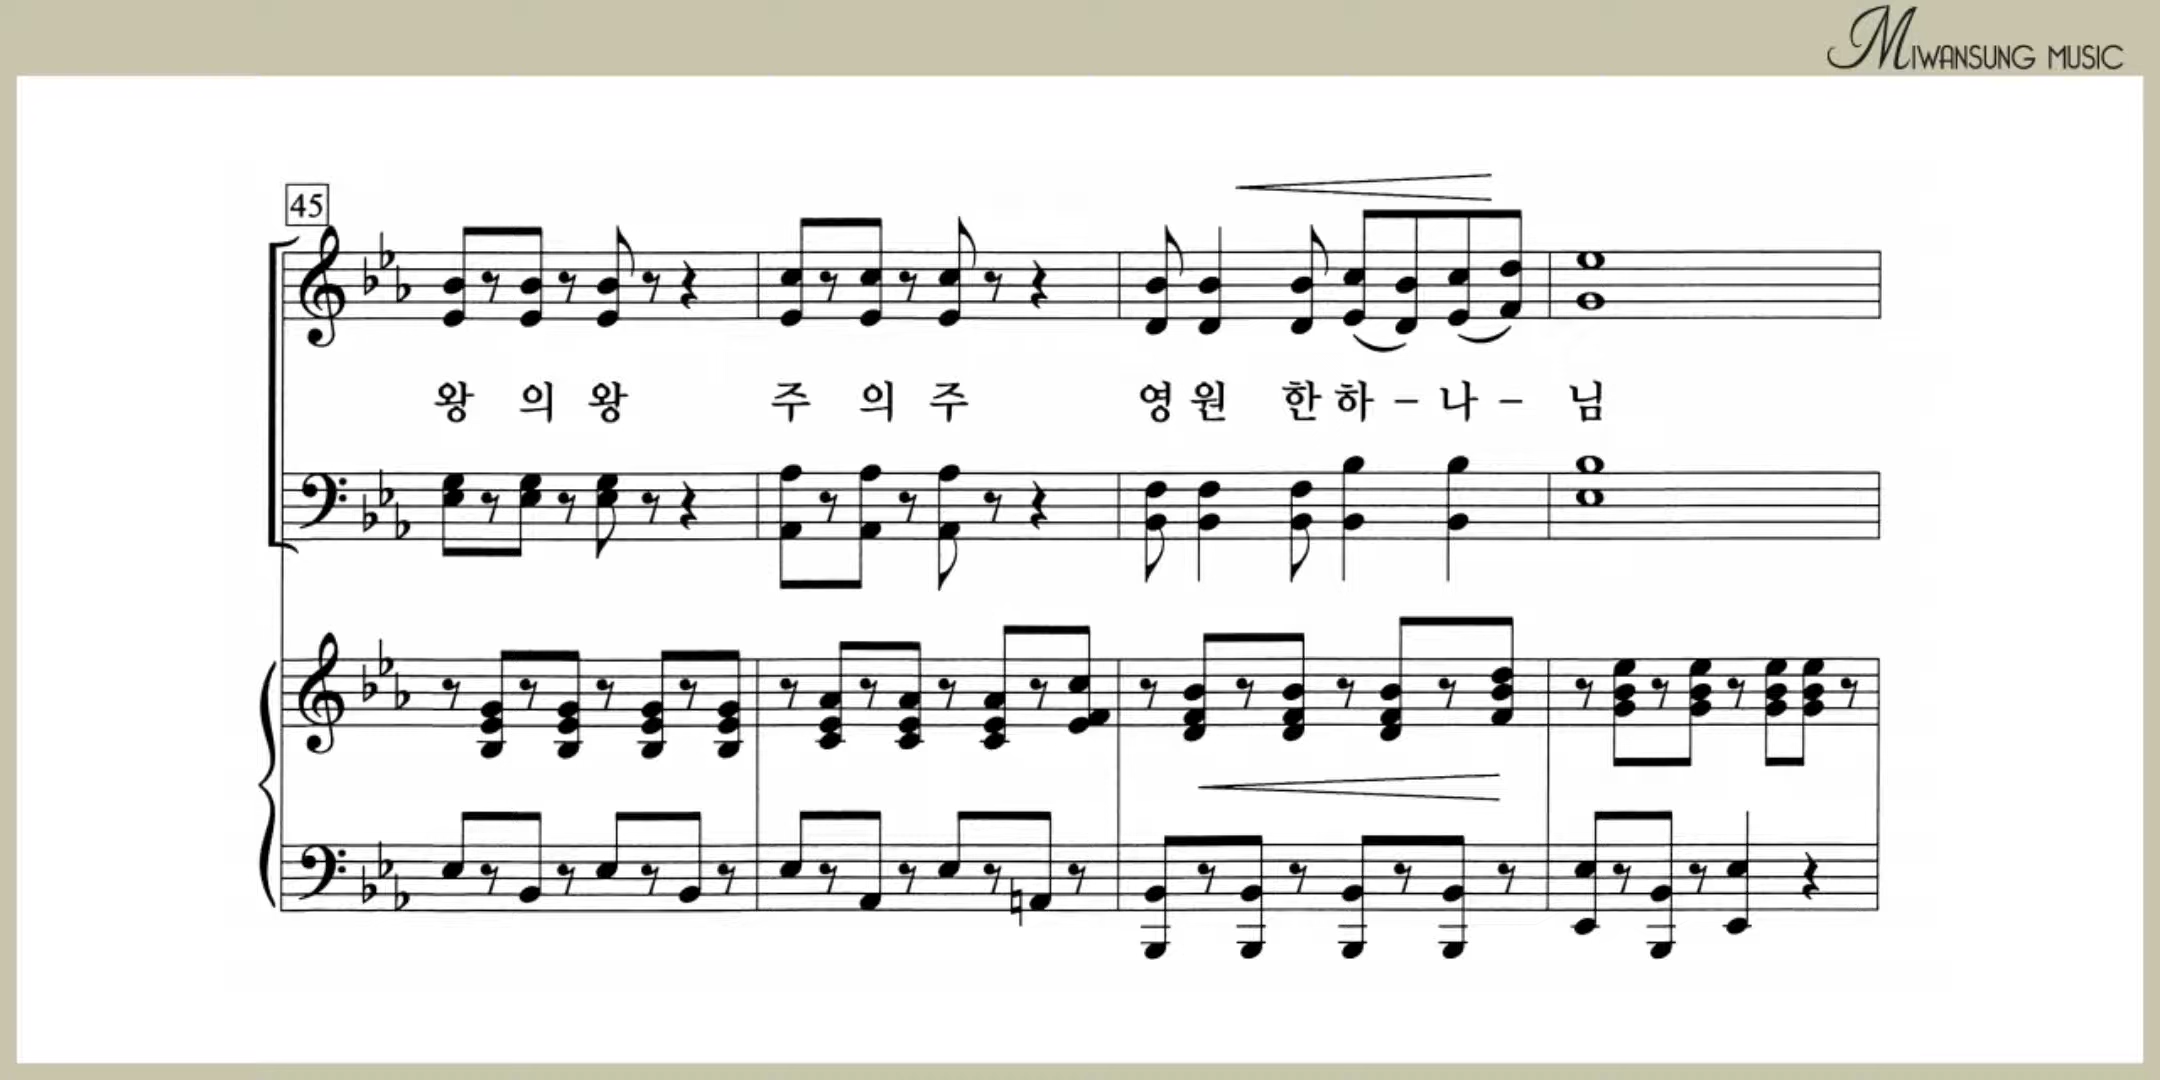 MIWANSUNG MUSIC
45
왕 의 왕 주 의 주 영 원 한 하 - 나 - 님